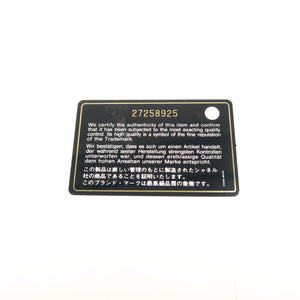 27258925
We certify the authenticity of this item and confirm
that it has been subjected to the most exacting quality
control. Its high quality is a symbol of the fine reputation
of the Trademark.
Wir bestätigen, dass es sich um einen Artikel handelt,
der während seiner Herstellung strengsten Kontrollen
unterworfen war, und dessen erstklassige Qualität
dem hohen Ansehen unserer Marke entspricht.
この製品は厳しい管理のもとに製造されたシャネル
社の商品であることを証明いたします。
このブランド・マークは最高級品質の象徴です。